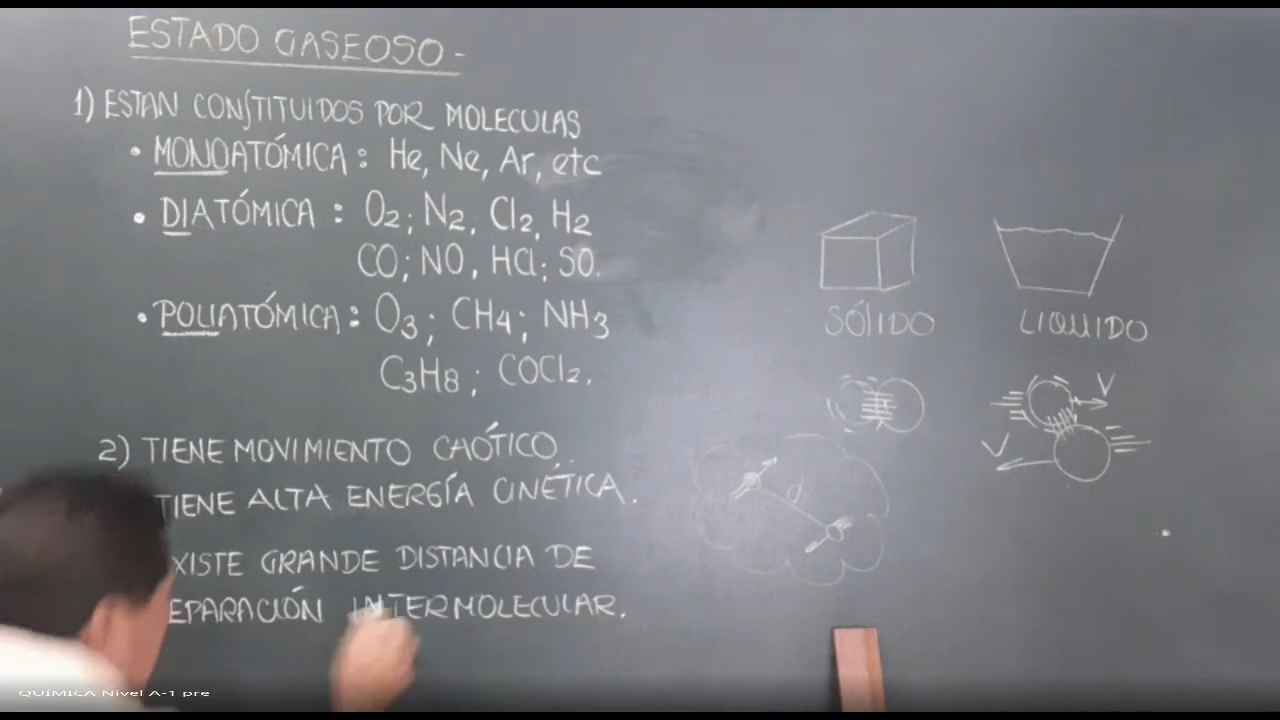 ESTADO GASEOSO -
1) ESTAN CONSTITUIDOS POR MOLECULAS
• MONOATÓMICA : He, Ne, Ar, etc
• DIATÓMICA : O2; N2, Cl2, H2
CO; NO, HCl; SO.
• POLIATÓMICA : O3 ; CH4; NH3
C3H8 ; COCl2.
2) TIENE MOVIMIENTO CAÓTICO.
TIENE ALTA ENERGÍA CINÉTICA.
XISTE GRANDE DISTANCIA DE
EPARACIÓN INTERMOLECULAR.
SÓLIDO
LIQUIDO
V
V
d
QUÍMICA Nivel A-1 pre